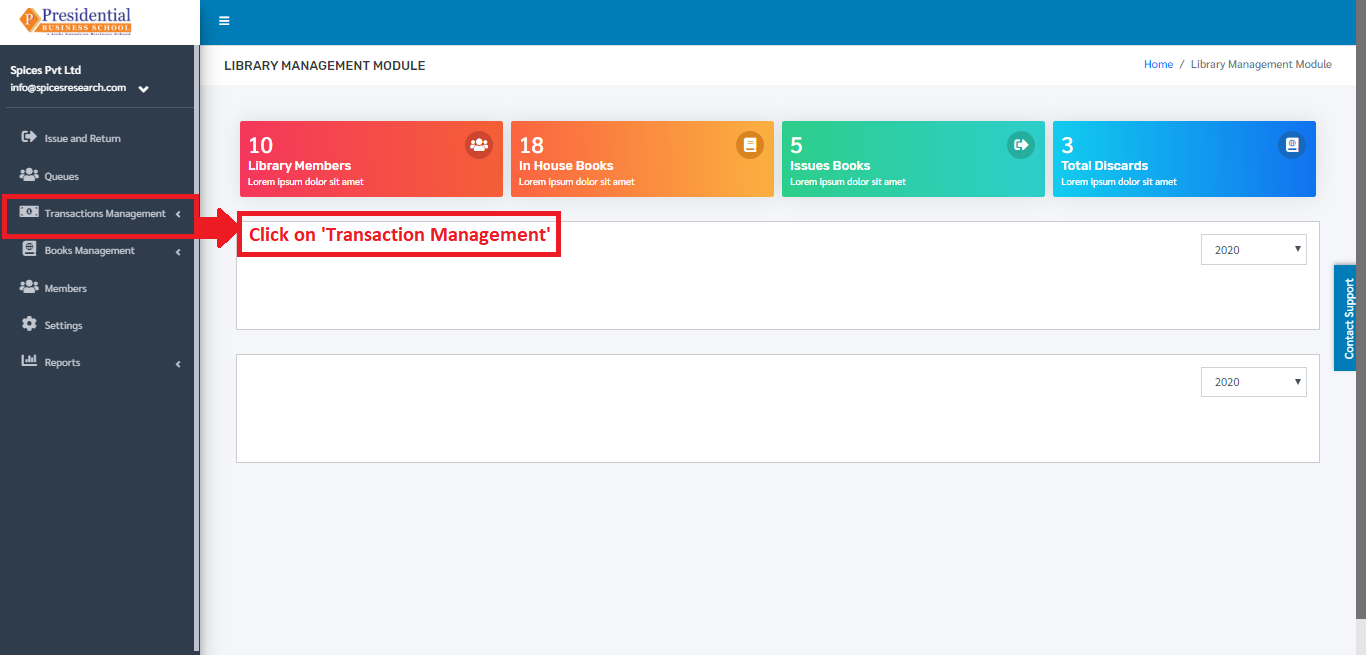 Presidential
BUSINESS SCHOOL
Spices Pvt Ltd
info@spicesresearch.com
Issue and Return
Queues
Transactions Management
Books Management
Members
Settings
Reports
LIBRARY MANAGEMENT MODULE
Home / Library Management Module
10
Library Members
Lorem ipsum dolor sit amet
18
In House Books
Lorem ipsum dolor sit amet
5
Issues Books
Lorem ipsum dolor sit amet
3
Total Discards
Lorem ipsum dolor sit amet
Click on 'Transaction Management'
2020
2020
Contact Support